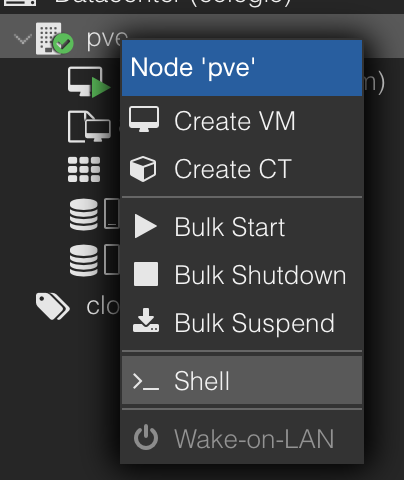 Datacenter (cologic)
pve
Node 'pve'
m)
Create VM
Create CT
Bulk Start
Bulk Shutdown
Bulk Suspend
clo
Shell
Wake-on-LAN